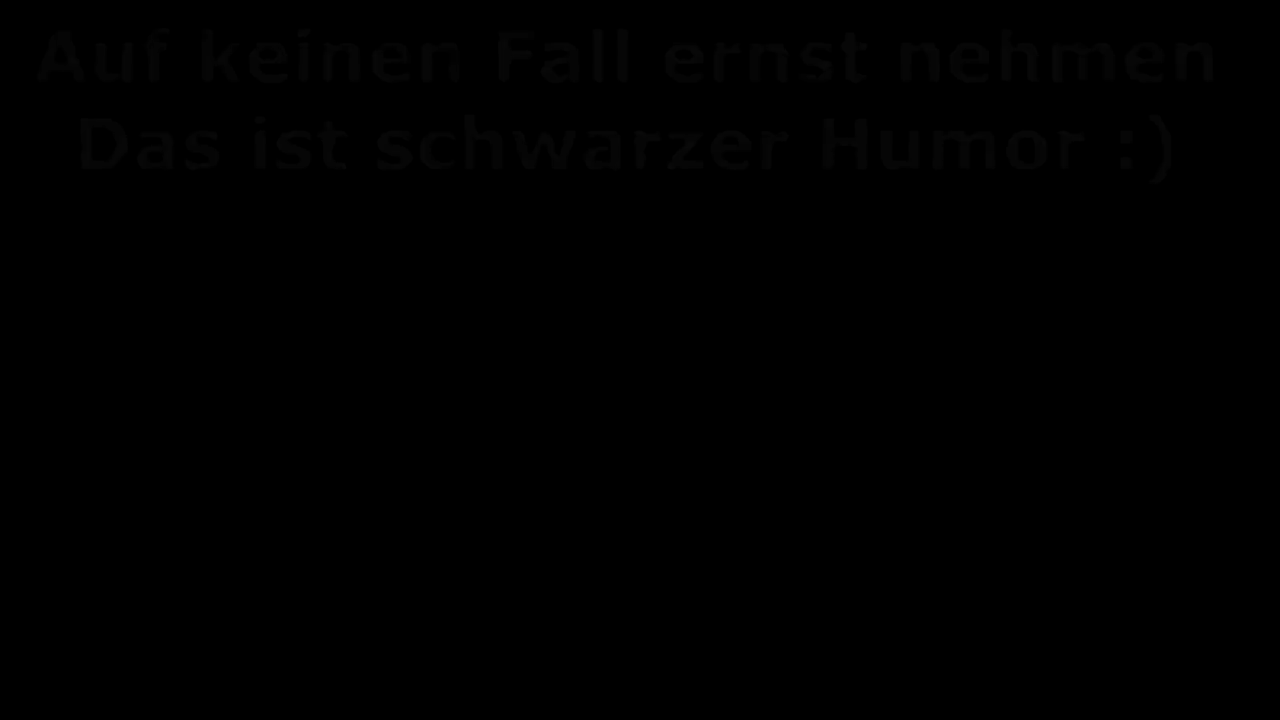 Auf keinen Fall ernst nehmen
Das ist schwarzer Humor :)